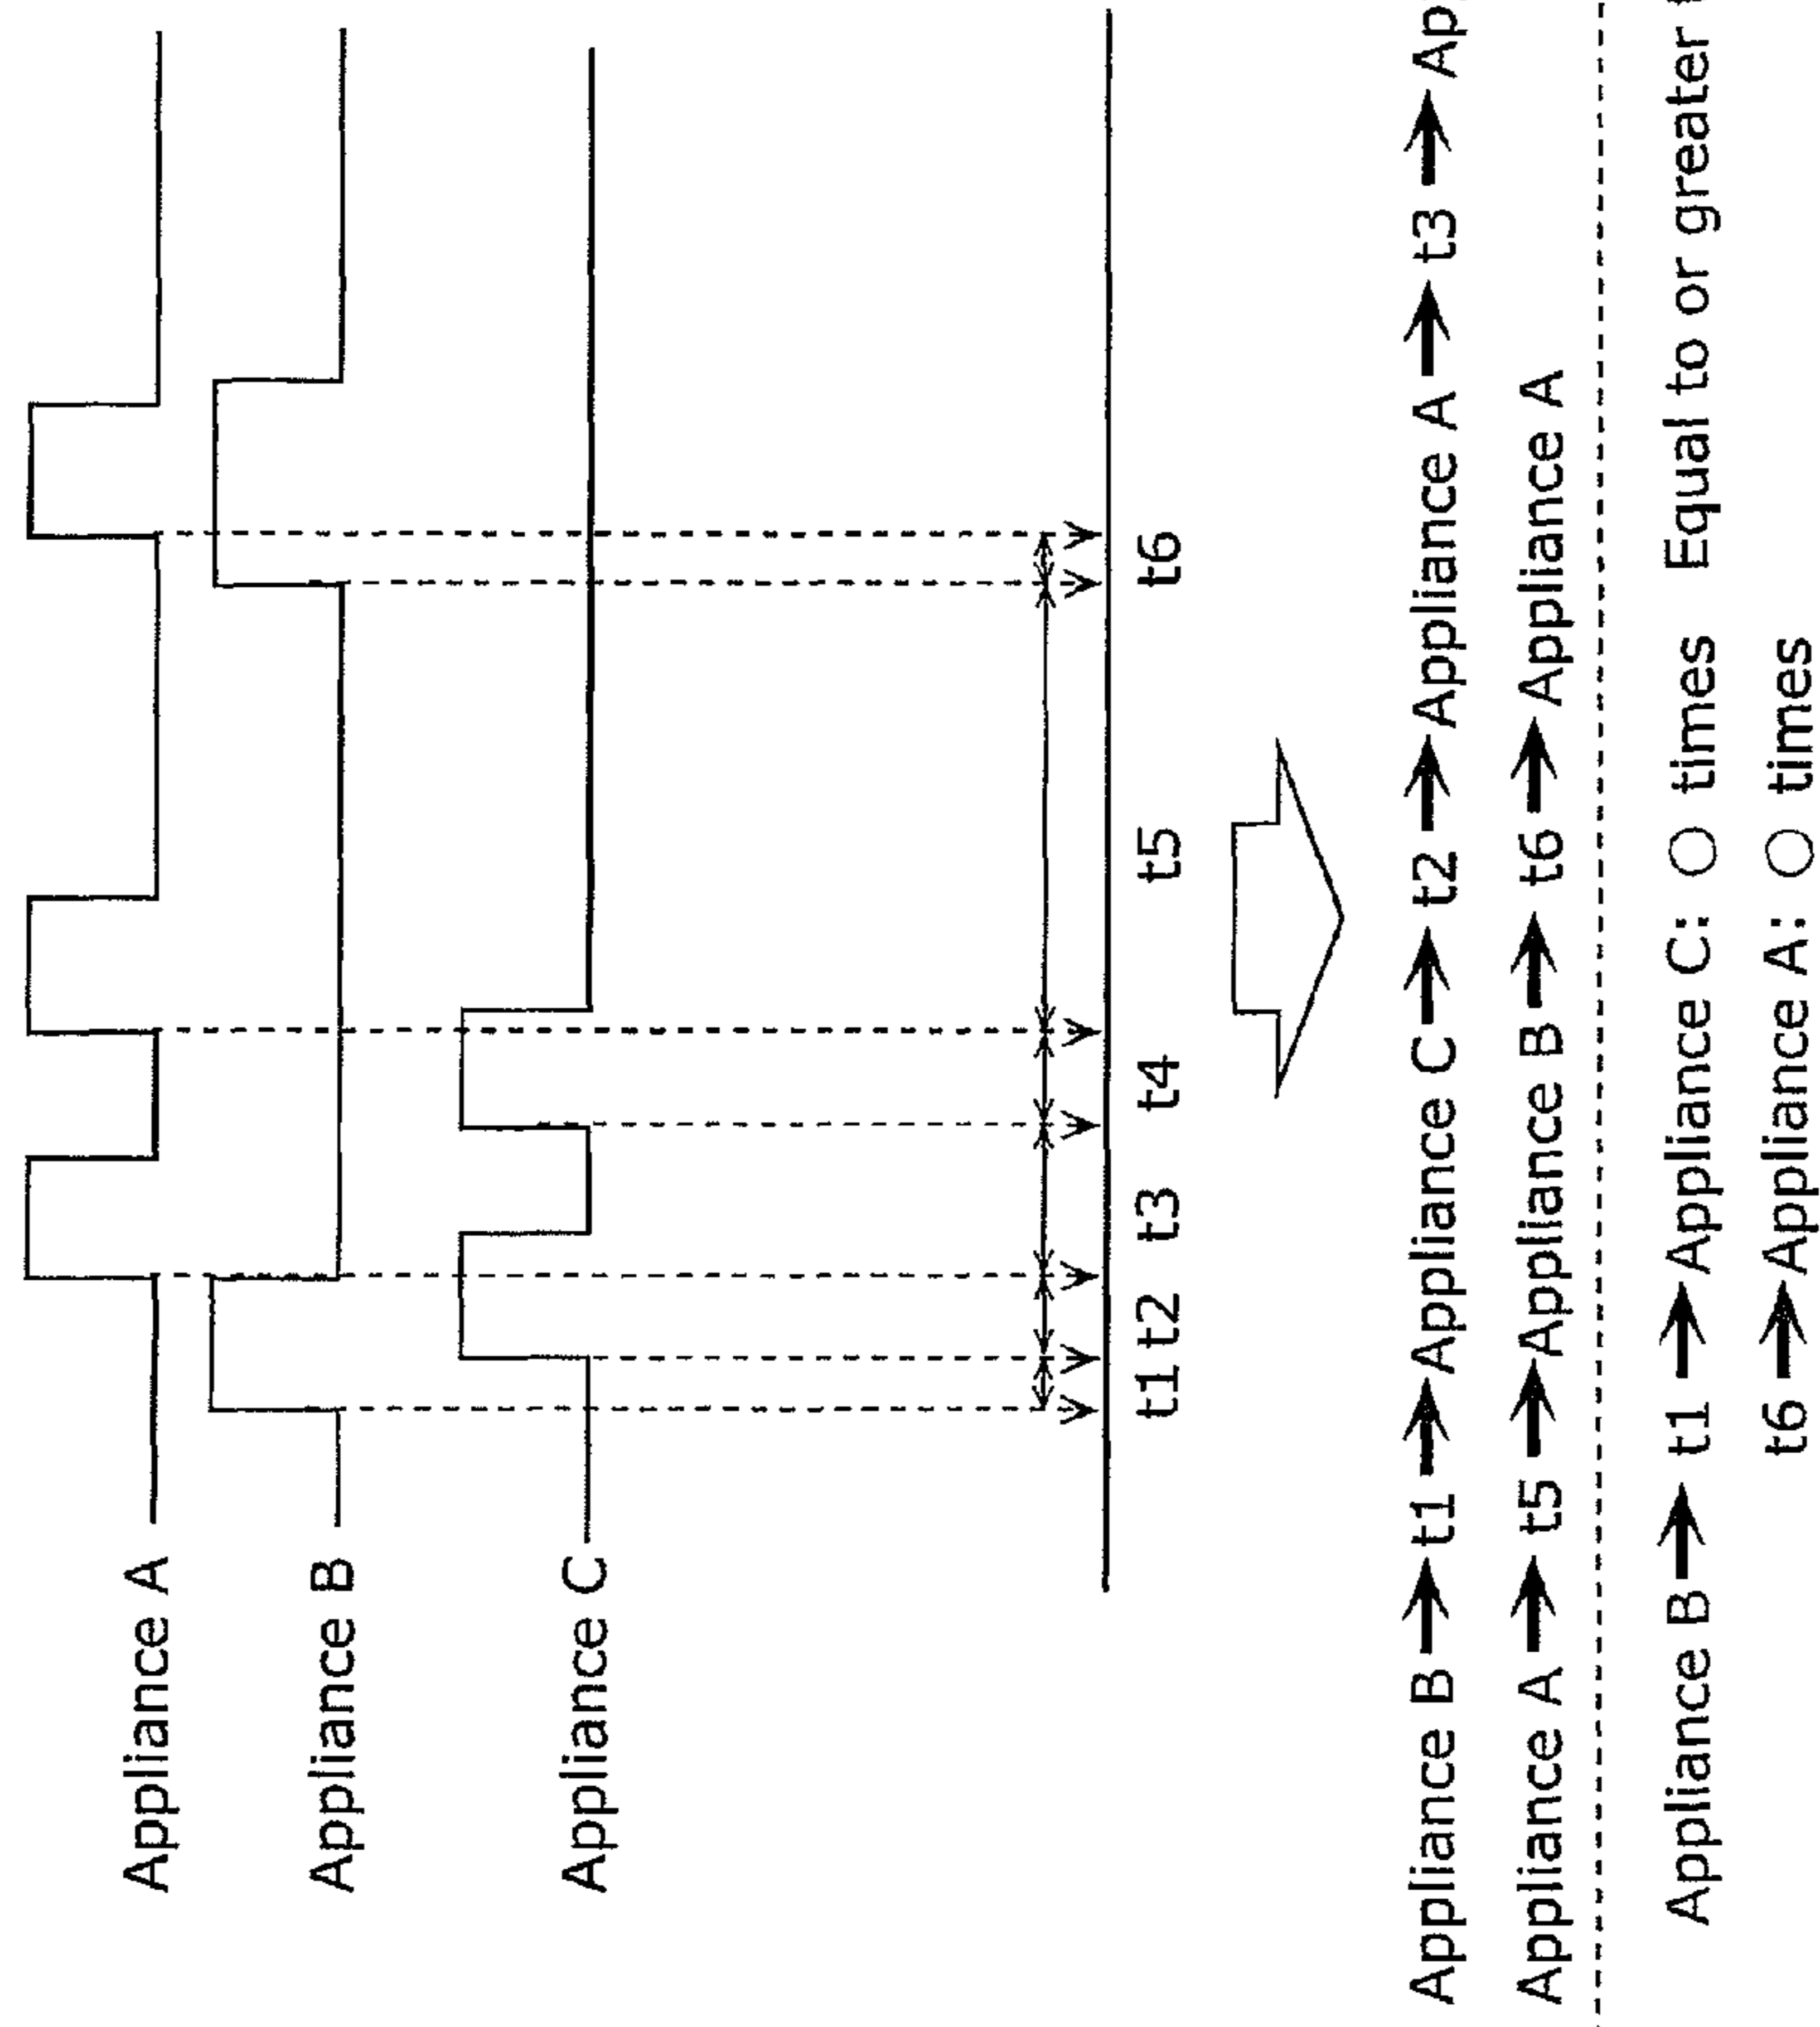 Appliance A
Appliance B
Appliance C
t1 t2 t3 t4 t5 t6
Appliance B → t1 → Appliance C → t2 → Appliance A → t3 →
Appliance A → t5 → Appliance B → t6 → Appliance A
Appliance B → t1 → Appliance C: ○ times Equal to or greater
t6 → Appliance A: ○ times